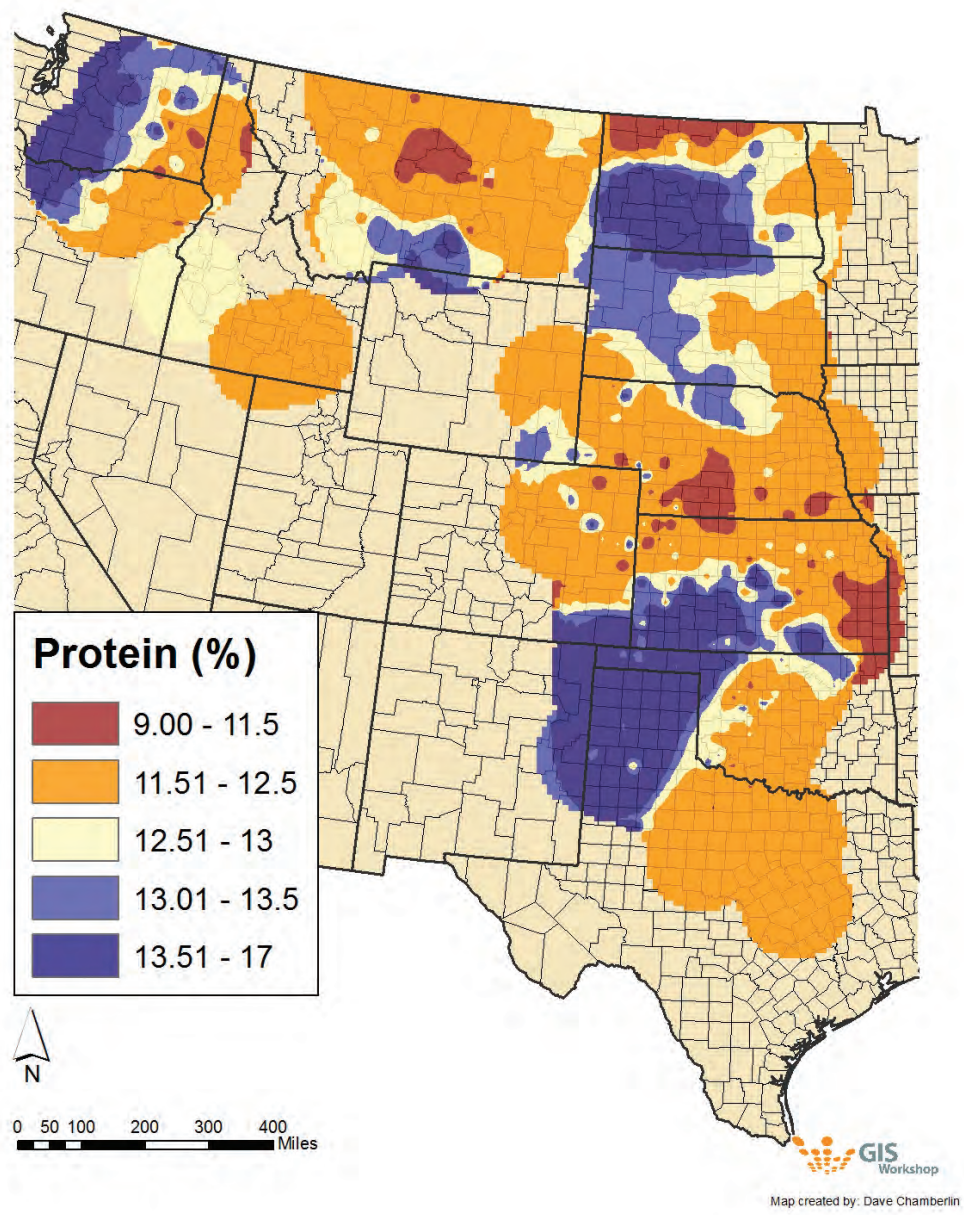 Protein (%)
9.00 - 11.5
11.51 - 12.5
12.51 - 13
13.01 - 13.5
13.51 - 17
N
0 50 100 200 300 400
Miles
GIS
Workshop
Map created by: Dave Chamberlin